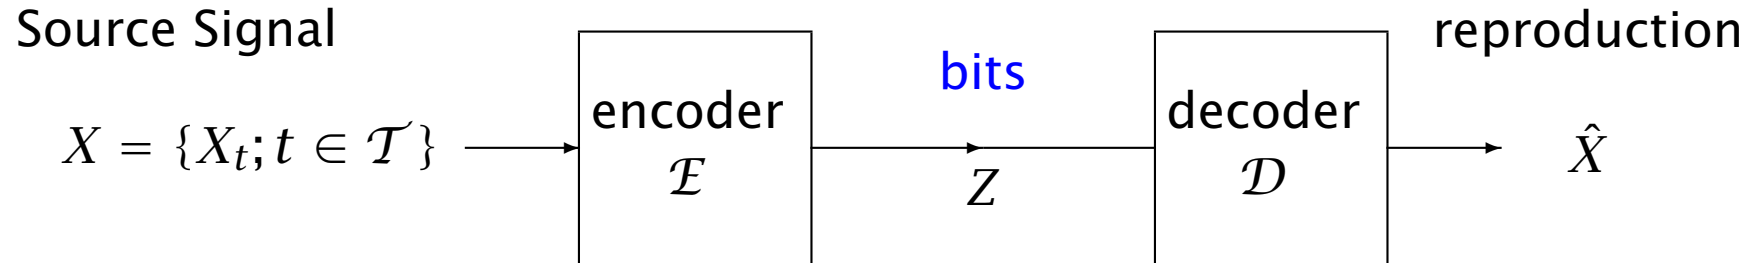 Source Signal
reproduction
bits
encoder
decoder
X = {X_t; t ∈ 𝒯}
ℰ
Z
𝒟
X̂